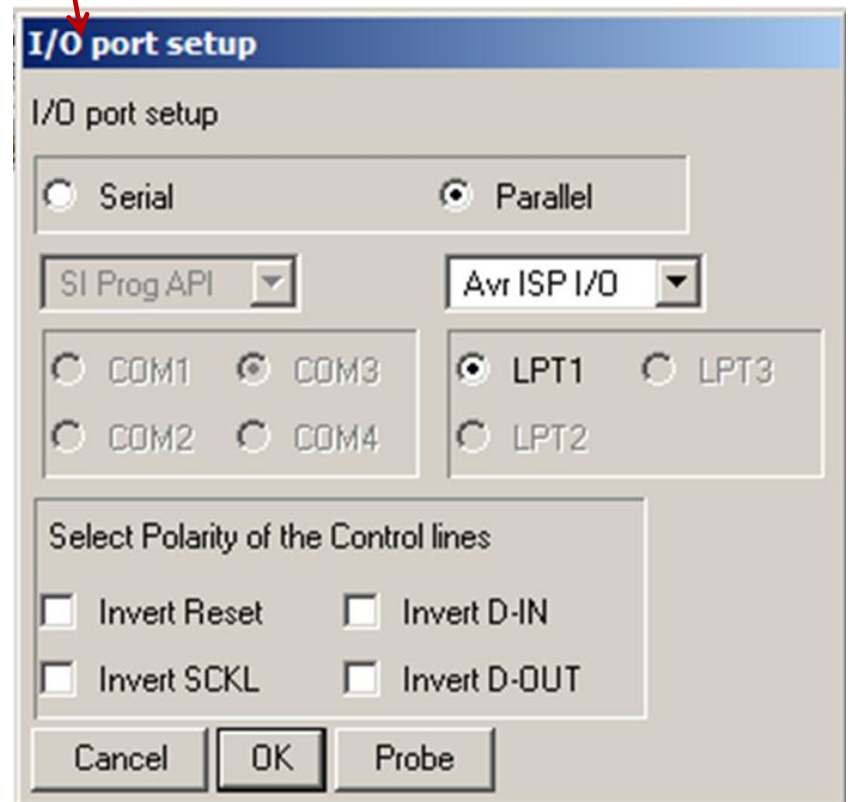 I/O port setup
I/O port setup
Serial Parallel
SI Prog API Avr ISP I/O
COM1 COM3 LPT1 LPT3
COM2 COM4 LPT2
Select Polarity of the Control lines
Invert Reset Invert D-IN
Invert SCKL Invert D-OUT
Cancel OK Probe